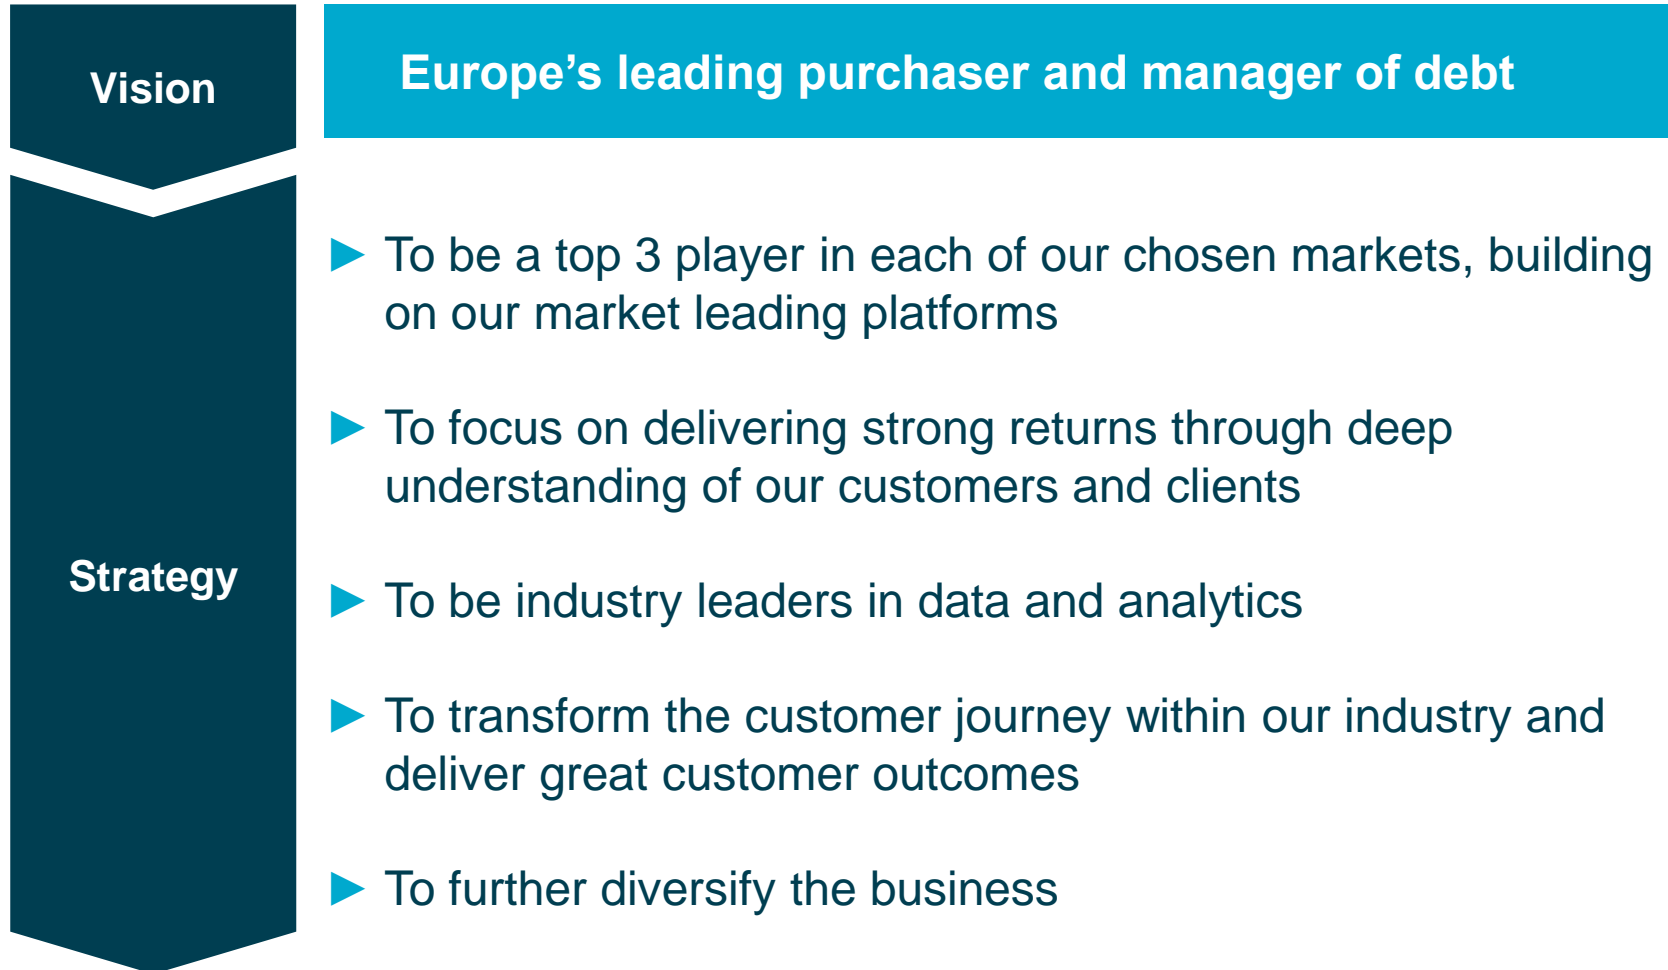 Vision
Europe's leading purchaser and manager of debt
Strategy
► To be a top 3 player in each of our chosen markets, building
on our market leading platforms
► To focus on delivering strong returns through deep
understanding of our customers and clients
► To be industry leaders in data and analytics
► To transform the customer journey within our industry and
deliver great customer outcomes
► To further diversify the business